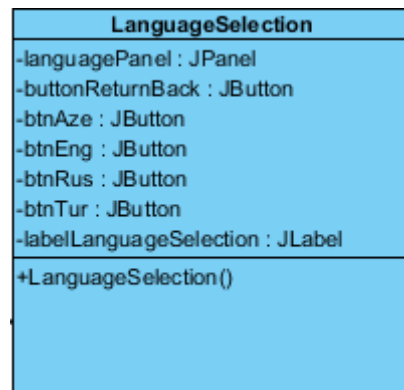 LanguageSelection
-languagePanel : JPanel
-buttonReturnBack : JButton
-btnAze : JButton
-btnEng : JButton
-btnRus : JButton
-btnTur : JButton
-labelLanguageSelection : JLabel
+LanguageSelection()